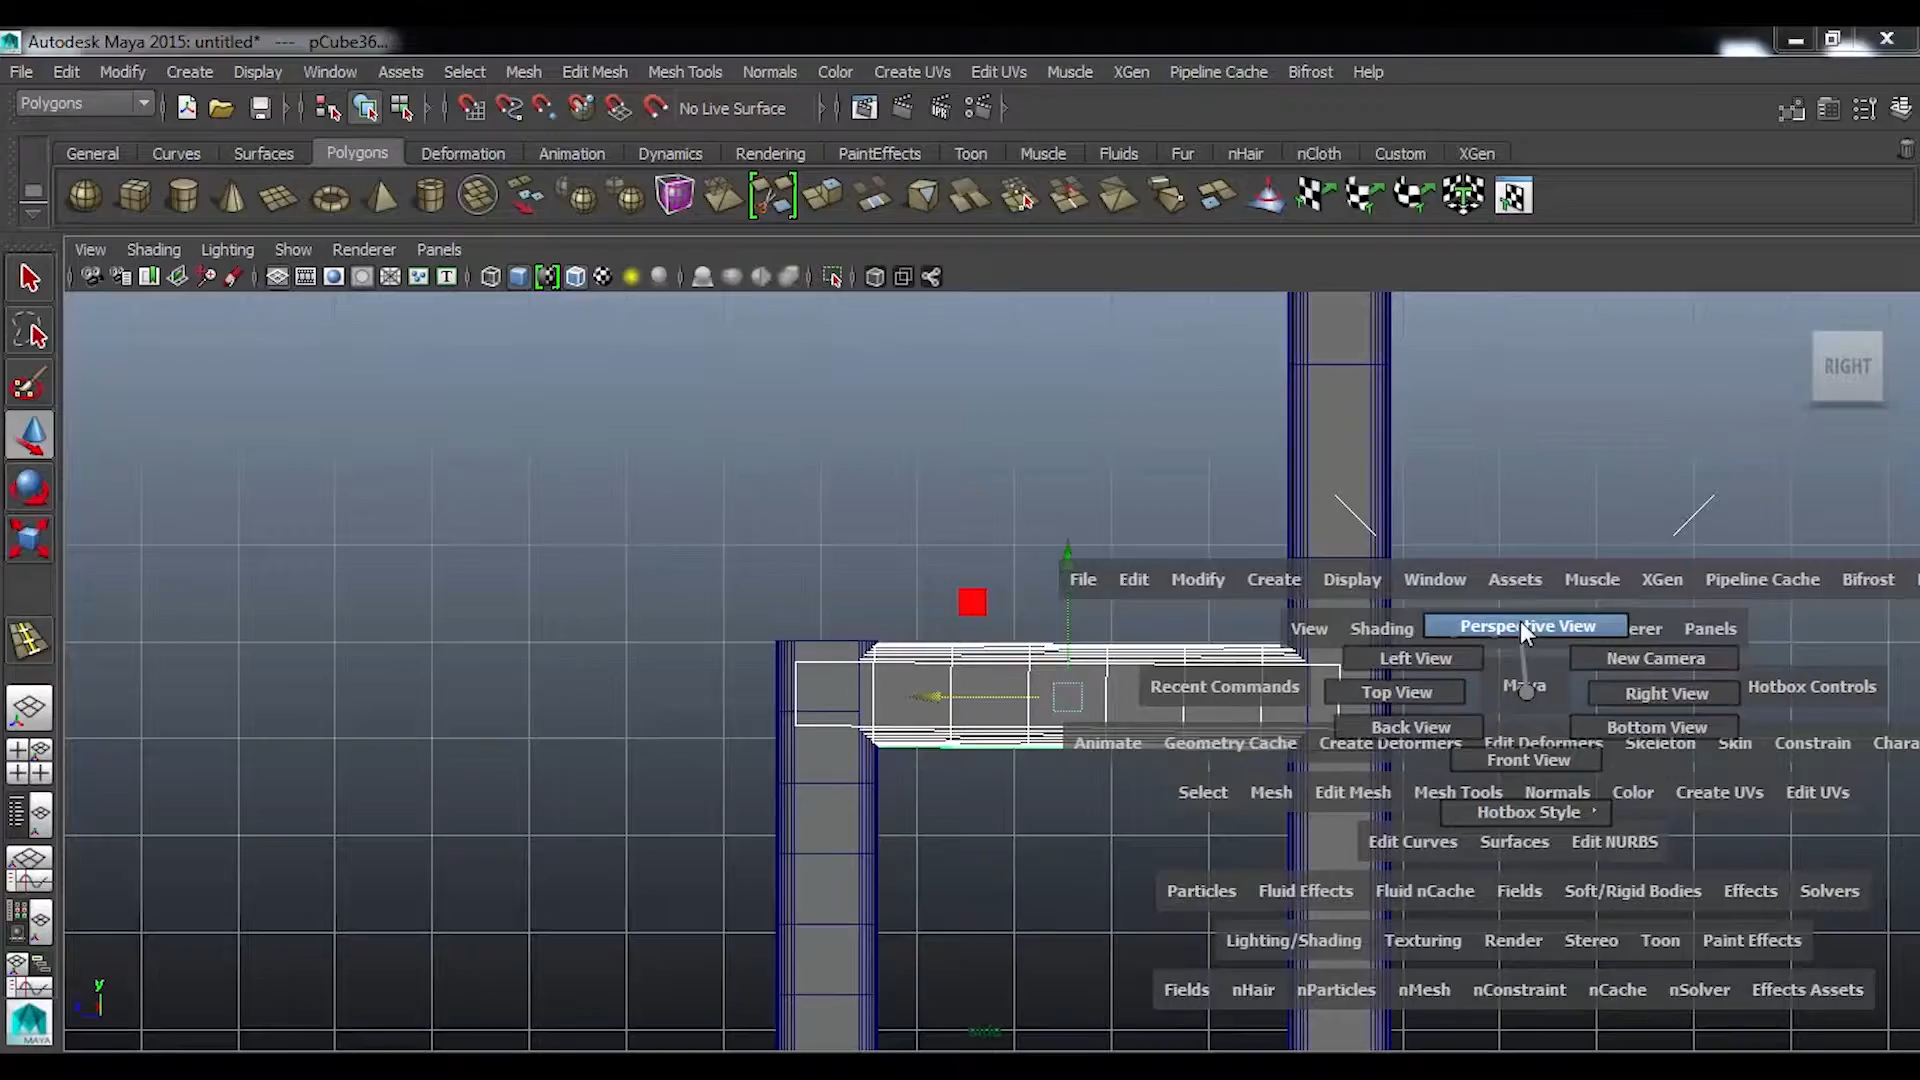 Autodesk Maya 2015: untitled* --- pCube36...
File Edit Modify Create Display Window Assets Select Mesh Edit Mesh Mesh Tools Normals Color Create UVs Edit UVs Muscle XGen Pipeline Cache Bifrost Help
Polygons No Live Surface
General Curves Surfaces Polygons Deformation Animation Dynamics Rendering PaintEffects Toon Muscle Fluids Fur nHair nCloth Custom XGen
View Shading Lighting Show Renderer Panels
RIGHT
File Edit Modify Create Display Window Assets Muscle XGen Pipeline Cache Bifrost
View Shading Perspective View erer Panels
Left View New Camera
Recent Commands Top View Maya Right View Hotbox Controls
Back View Bottom View
Animate Geometry Cache Create Deformers Edit Deformers Skeleton Skin Constrain Chara
Front View
Select Mesh Edit Mesh Mesh Tools Normals Color Create UVs Edit UVs
Hotbox Style
Edit Curves Surfaces Edit NURBS
Particles Fluid Effects Fluid nCache Fields Soft/Rigid Bodies Effects Solvers
Lighting/Shading Texturing Render Stereo Toon Paint Effects
Fields nHair nParticles nMesh nConstraint nCache nSolver Effects Assets
y
side
MAYA